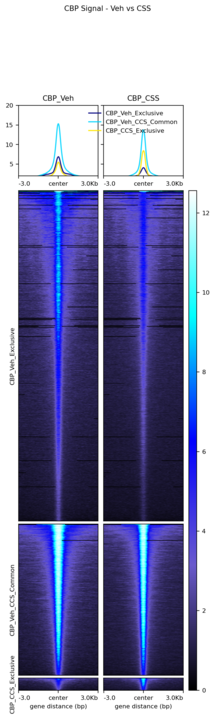 CBP Signal - Veh vs CSS
CBP_Veh
CBP_CSS
20
15
10
5
CBP_Veh_Exclusive
CBP_Veh_CCS_Common
CBP_CCS_Exclusive
-3.0 center 3.0Kb
-3.0 center 3.0Kb
CBP_Veh_Exclusive
CBP_Veh_CCS_Common
CBP_CCS_Exclusive
12
10
8
6
4
2
0
-3.0 center 3.0Kb
gene distance (bp)
-3.0 center 3.0Kb
gene distance (bp)